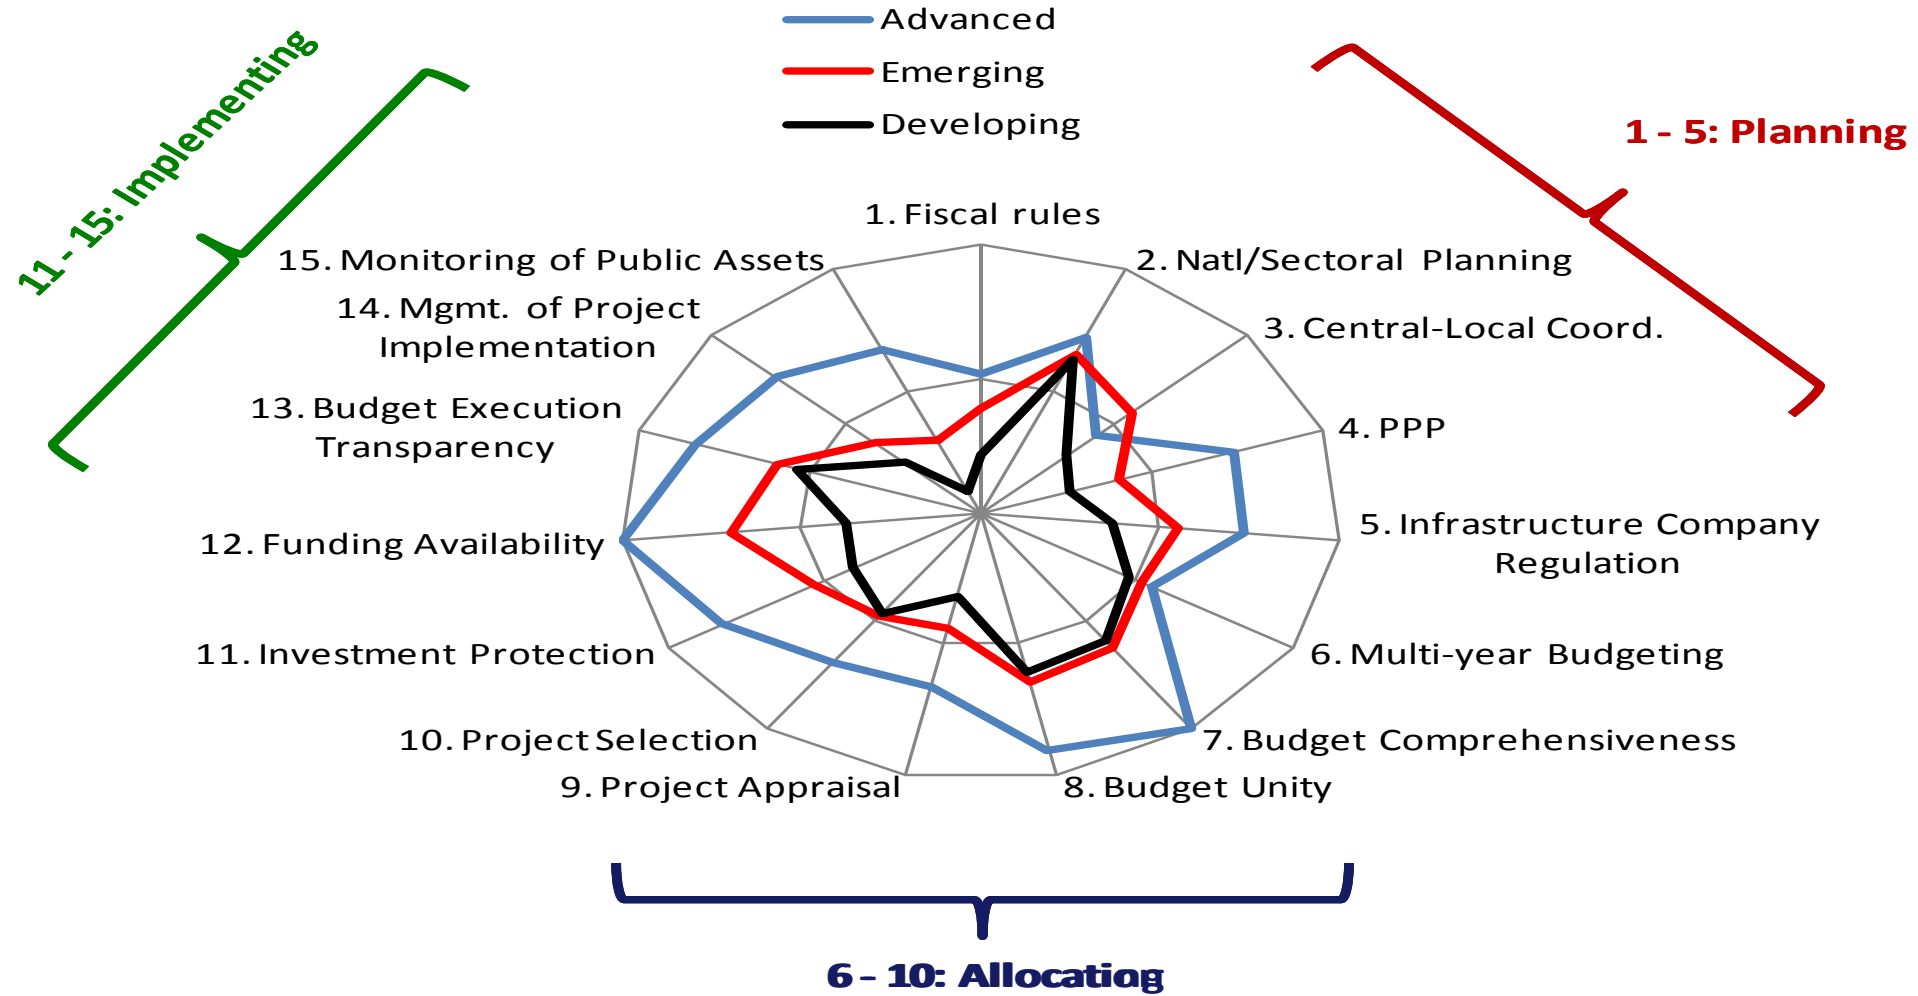 Advanced
Emerging
Developing
11 - 15: Implementing
1 - 5: Planning
1. Fiscal rules
2. Natl/Sectoral Planning
3. Central-Local Coord.
4. PPP
5. Infrastructure Company
Regulation
6. Multi-year Budgeting
7. Budget Comprehensiveness
8. Budget Unity
9. Project Appraisal
10. Project Selection
11. Investment Protection
12. Funding Availability
13. Budget Execution
Transparency
14. Mgmt. of Project
Implementation
15. Monitoring of Public Assets
6 - 10: Allocating